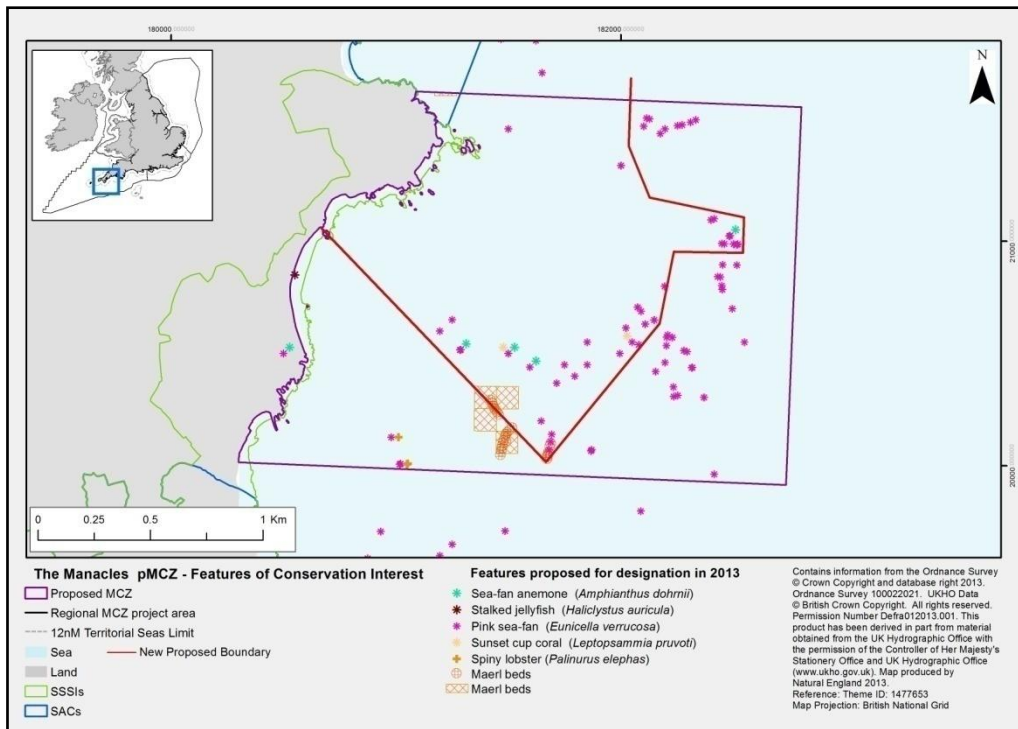 180000.000000
182000.000000
N
21000.000000
20000.000000
0 0.25 0.5 1 Km
The Manacles pMCZ - Features of Conservation Interest
Proposed MCZ
Regional MCZ project area
12nM Territorial Seas Limit
Sea
New Proposed Boundary
Land
SSSIs
SACs
Features proposed for designation in 2013
Sea-fan anemone (Amphianthus dohrnii)
Stalked jellyfish (Haliclystus auricula)
Pink sea-fan (Eunicella verrucosa)
Sunset cup coral (Leptopsammia pruvoti)
Spiny lobster (Palinurus elephas)
Maerl beds
Maerl beds
Contains information from the Ordnance Survey
© Crown Copyright and database right 2013.
Ordnance Survey 100022021. UKHO Data
© British Crown Copyright. All rights reserved.
Permission Number Defra012013.001. This
product has been derived in part from material
obtained from the UK Hydrographic Office with
the permission of the Controller of Her Majesty's
Stationery Office and UK Hydrographic Office
(www.ukho.gov.uk). Map produced by
Natural England 2013.
Reference: Theme ID: 1477653
Map Projection: British National Grid